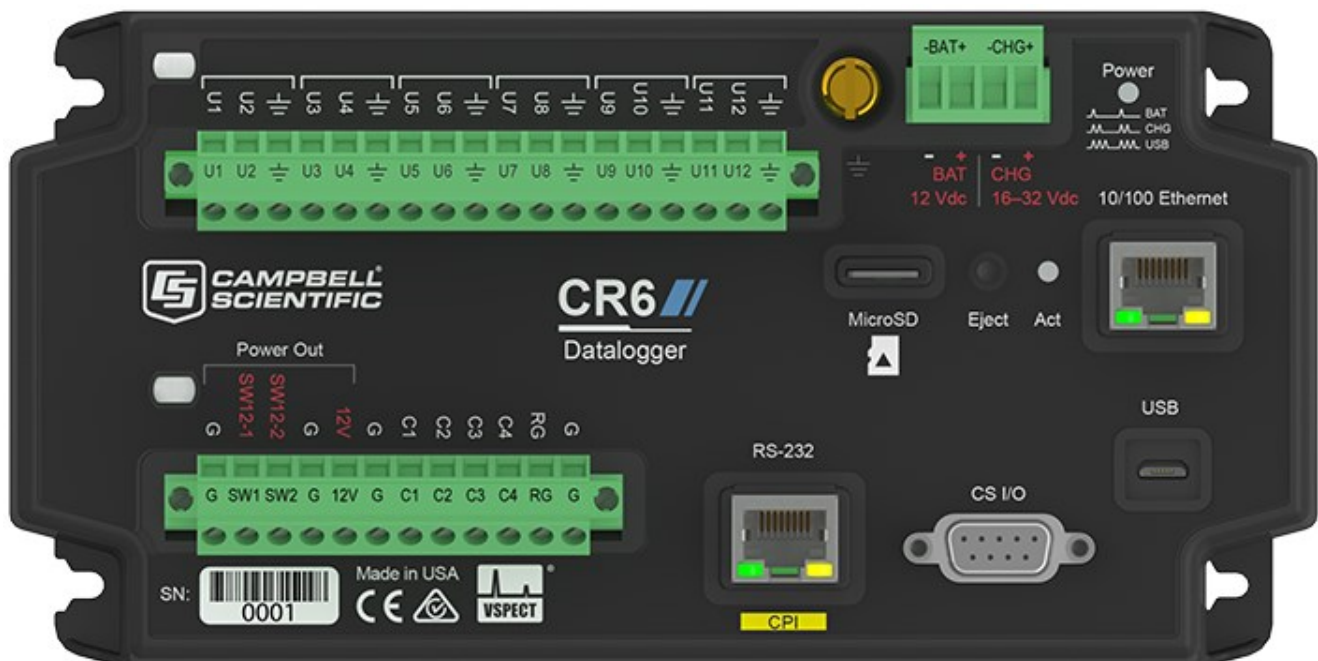 -BAT+ -CHG+
Power
BAT
CHG
USB
U1 U2 U3 U4 U5 U6 U7 U8 U9 U10 U11 U12
U1 U2 U3 U4 U5 U6 U7 U8 U9 U10 U11 U12
- + - +
BAT CHG
12 Vdc 16–32 Vdc
10/100 Ethernet
CAMPBELL®
SCIENTIFIC
CR6
Datalogger
MicroSD Eject Act
Power Out
G SW12-1 SW12-2 G 12V G C1 C2 C3 C4 RG G
G SW1 SW2 G 12V G C1 C2 C3 C4 RG G
USB
RS-232
CS I/O
SN:
0001
Made in USA
CE
VSPECT®
CPI